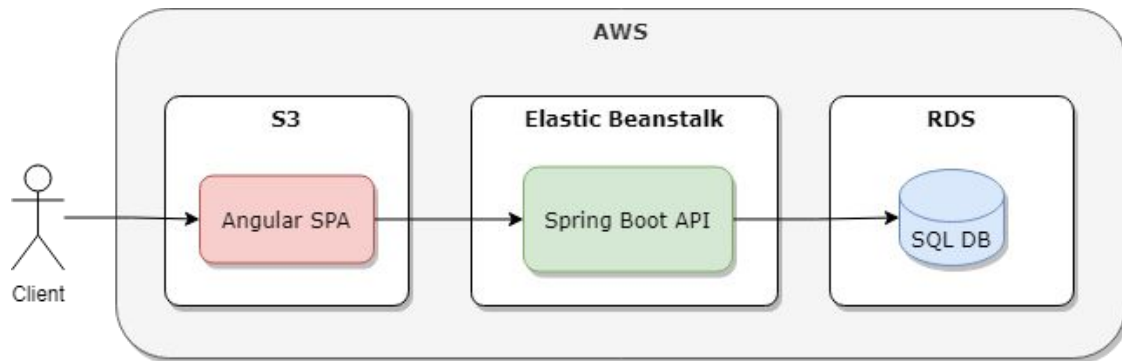 AWS
S3
Elastic Beanstalk
RDS
Angular SPA
Spring Boot API
SQL DB
Client